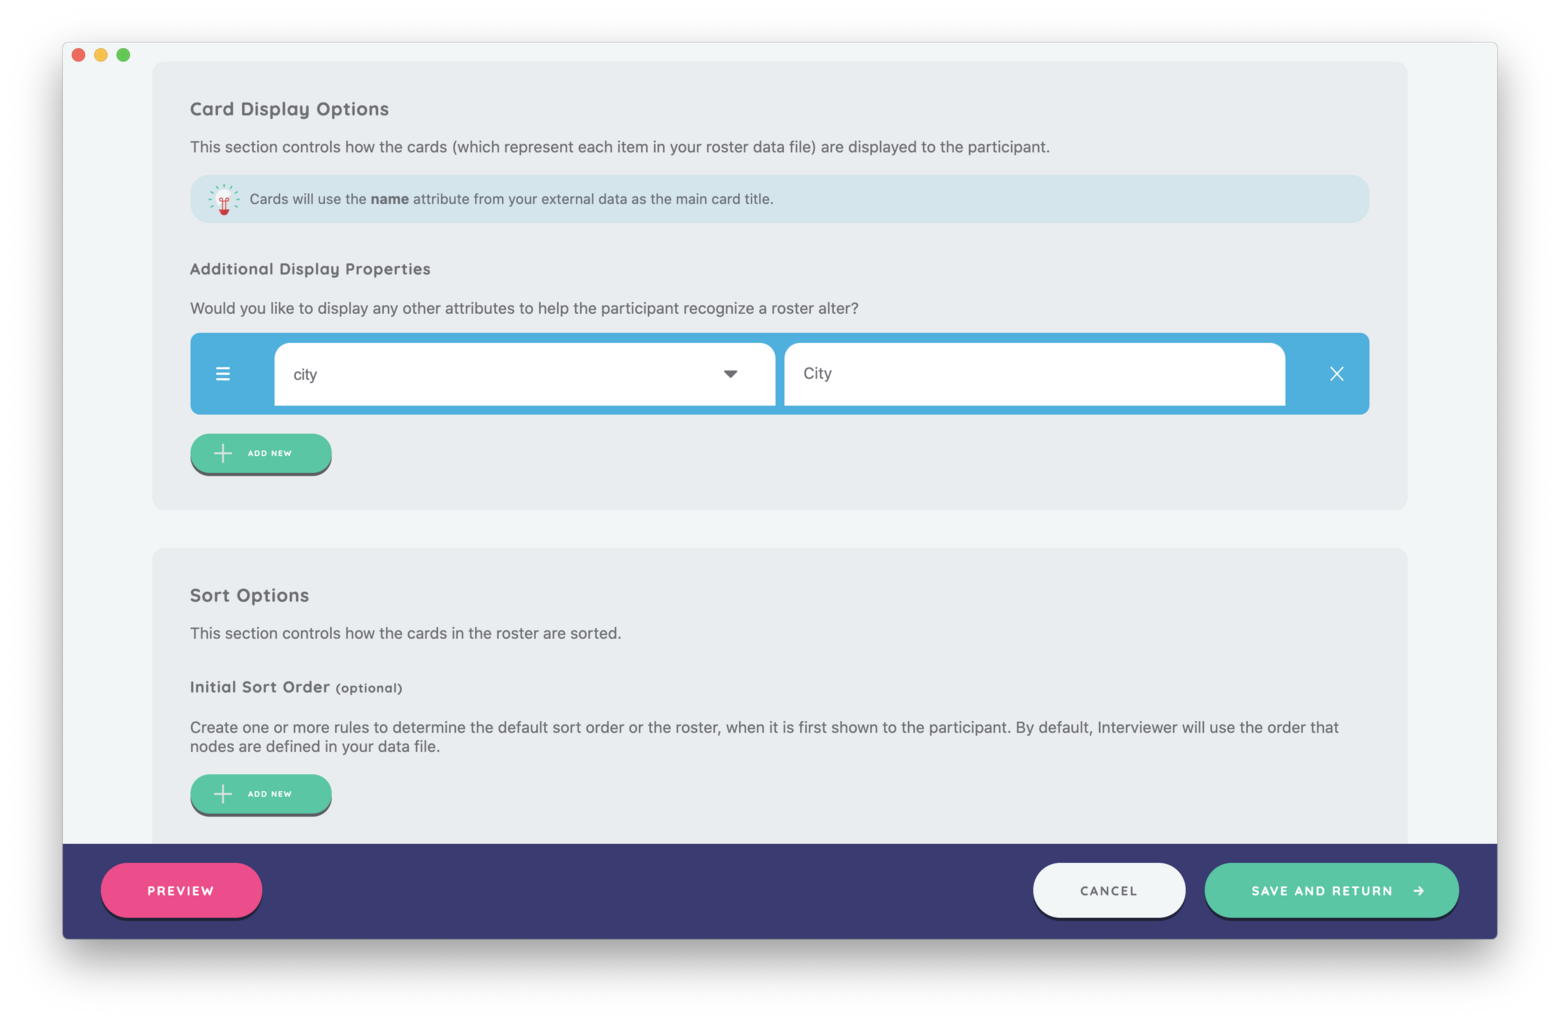 Card Display Options
This section controls how the cards (which represent each item in your roster data file) are displayed to the participant.
Cards will use the name attribute from your external data as the main card title.
Additional Display Properties
Would you like to display any other attributes to help the participant recognize a roster alter?
city City
ADD NEW
Sort Options
This section controls how the cards in the roster are sorted.
Initial Sort Order (optional)
Create one or more rules to determine the default sort order or the roster, when it is first shown to the participant. By default, Interviewer will use the order that
nodes are defined in your data file.
ADD NEW
PREVIEW CANCEL SAVE AND RETURN